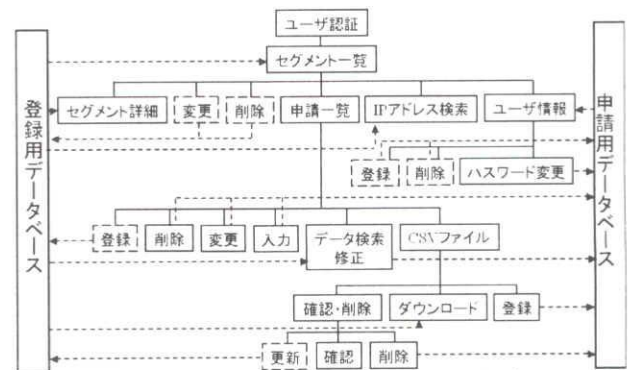 ユーザ認証
セグメント一覧
登録用データベース
申請用データベース
セグメント詳細
変更
削除
申請一覧
IPアドレス検索
ユーザ情報
登録
削除
ハスワード変更
登録
削除
変更
入力
データ検索
修正
CSVファイル
確認・削除
ダウンロード
登録
更新
確認
削除